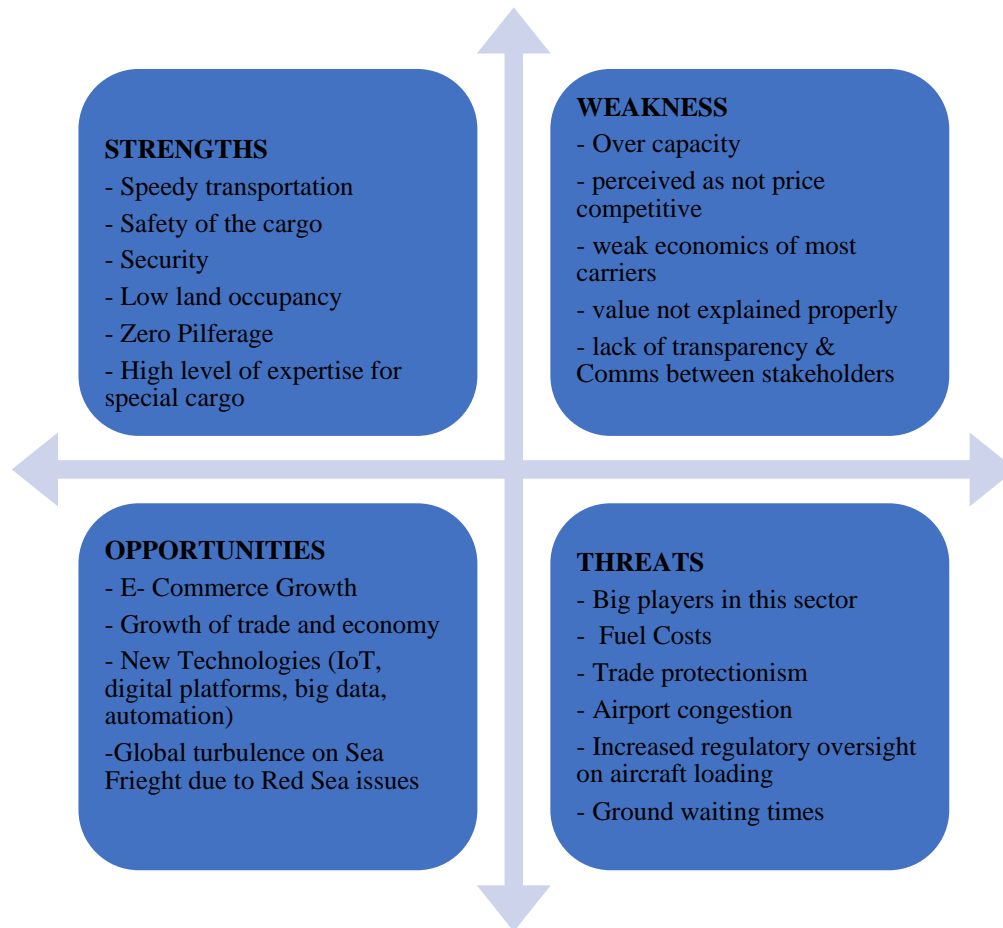 STRENGTHS
- Speedy transportation
- Safety of the cargo
- Security
- Low land occupancy
- Zero Pilferage
- High level of expertise for
special cargo
WEAKNESS
- Over capacity
- perceived as not price
competitive
- weak economics of most
carriers
- value not explained properly
- lack of transparency &
Comms between stakeholders
OPPORTUNITIES
- E- Commerce Growth
- Growth of trade and economy
- New Technologies (IoT,
digital platforms, big data,
automation)
-Global turbulence on Sea
Frieght due to Red Sea issues
THREATS
- Big players in this sector
- Fuel Costs
- Trade protectionism
- Airport congestion
- Increased regulatory oversight
on aircraft loading
- Ground waiting times